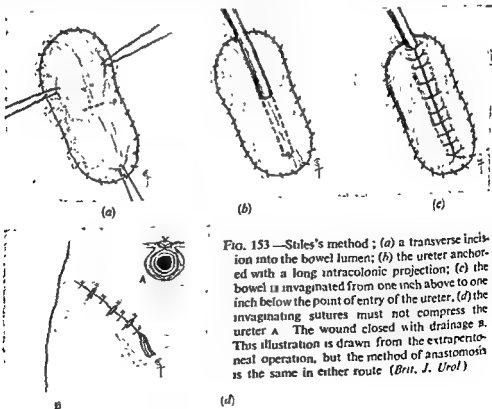 (a)
(b)
(c)
A
B
(d)
FIG. 153—Stiles's method; (a) a transverse incis-
ion into the bowel lumen; (b) the ureter anchor-
ed with a long intracolonic projection; (c) the
bowel is invaginated from one inch above to one
inch below the point of entry of the ureter, (d) the
invaginating sutures must not compress the
ureter A The wound closed with drainage B.
This illustration is drawn from the extraperito-
neal operation, but the method of anastomosis
is the same in either route (Brit. J. Urol)